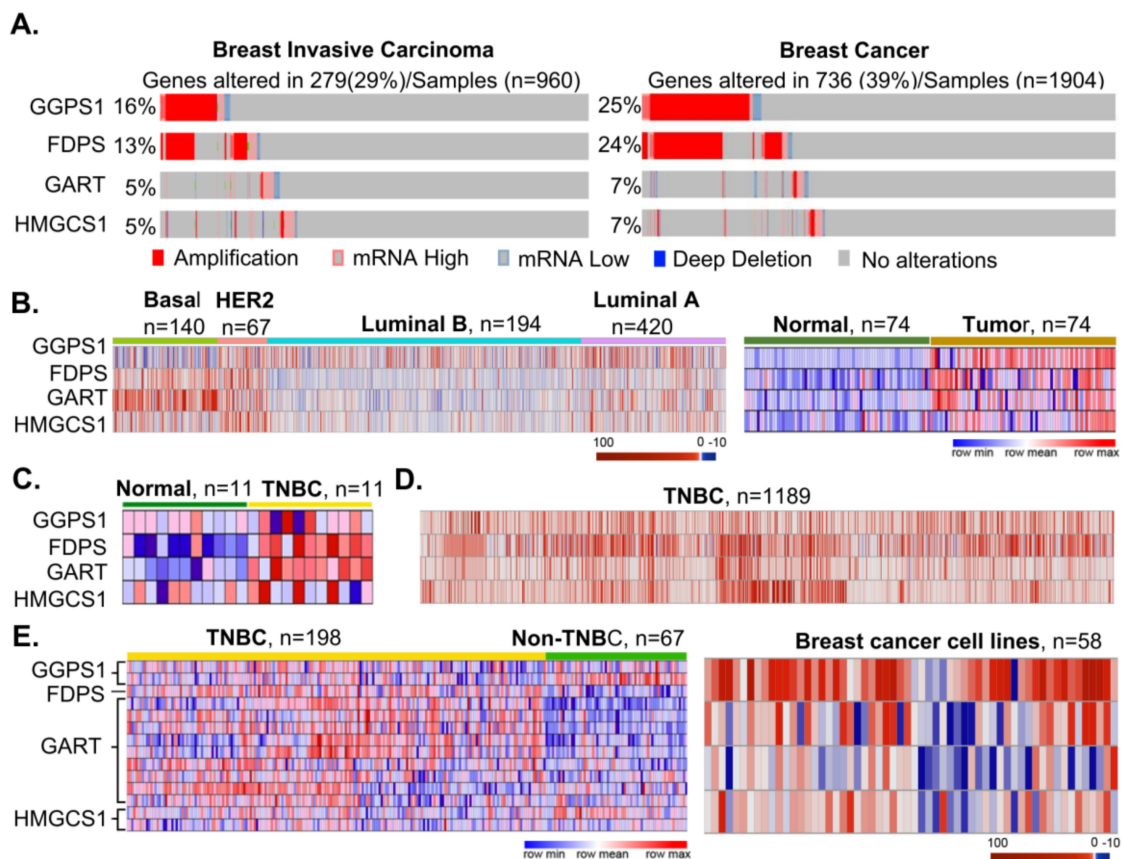 A.
Breast Invasive Carcinoma
Genes altered in 279(29%)/Samples (n=960)
GGPS1 16%
FDPS 13%
GART 5%
HMGCS1 5%
Breast Cancer
Genes altered in 736 (39%)/Samples (n=1904)
25%
24%
7%
7%
Amplification mRNA High mRNA Low Deep Deletion No alterations
B.
Basal n=140
HER2 n=67
Luminal B, n=194
Luminal A n=420
GGPS1
FDPS
GART
HMGCS1
100 0 -10
Normal, n=74 Tumor, n=74
row min row mean row max
C.
Normal, n=11 TNBC, n=11
GGPS1
FDPS
GART
HMGCS1
D.
TNBC, n=1189
E.
TNBC, n=198 Non-TNBC, n=67
GGPS1
FDPS
GART
HMGCS1
row min row mean row max
Breast cancer cell lines, n=58
100 0 -10